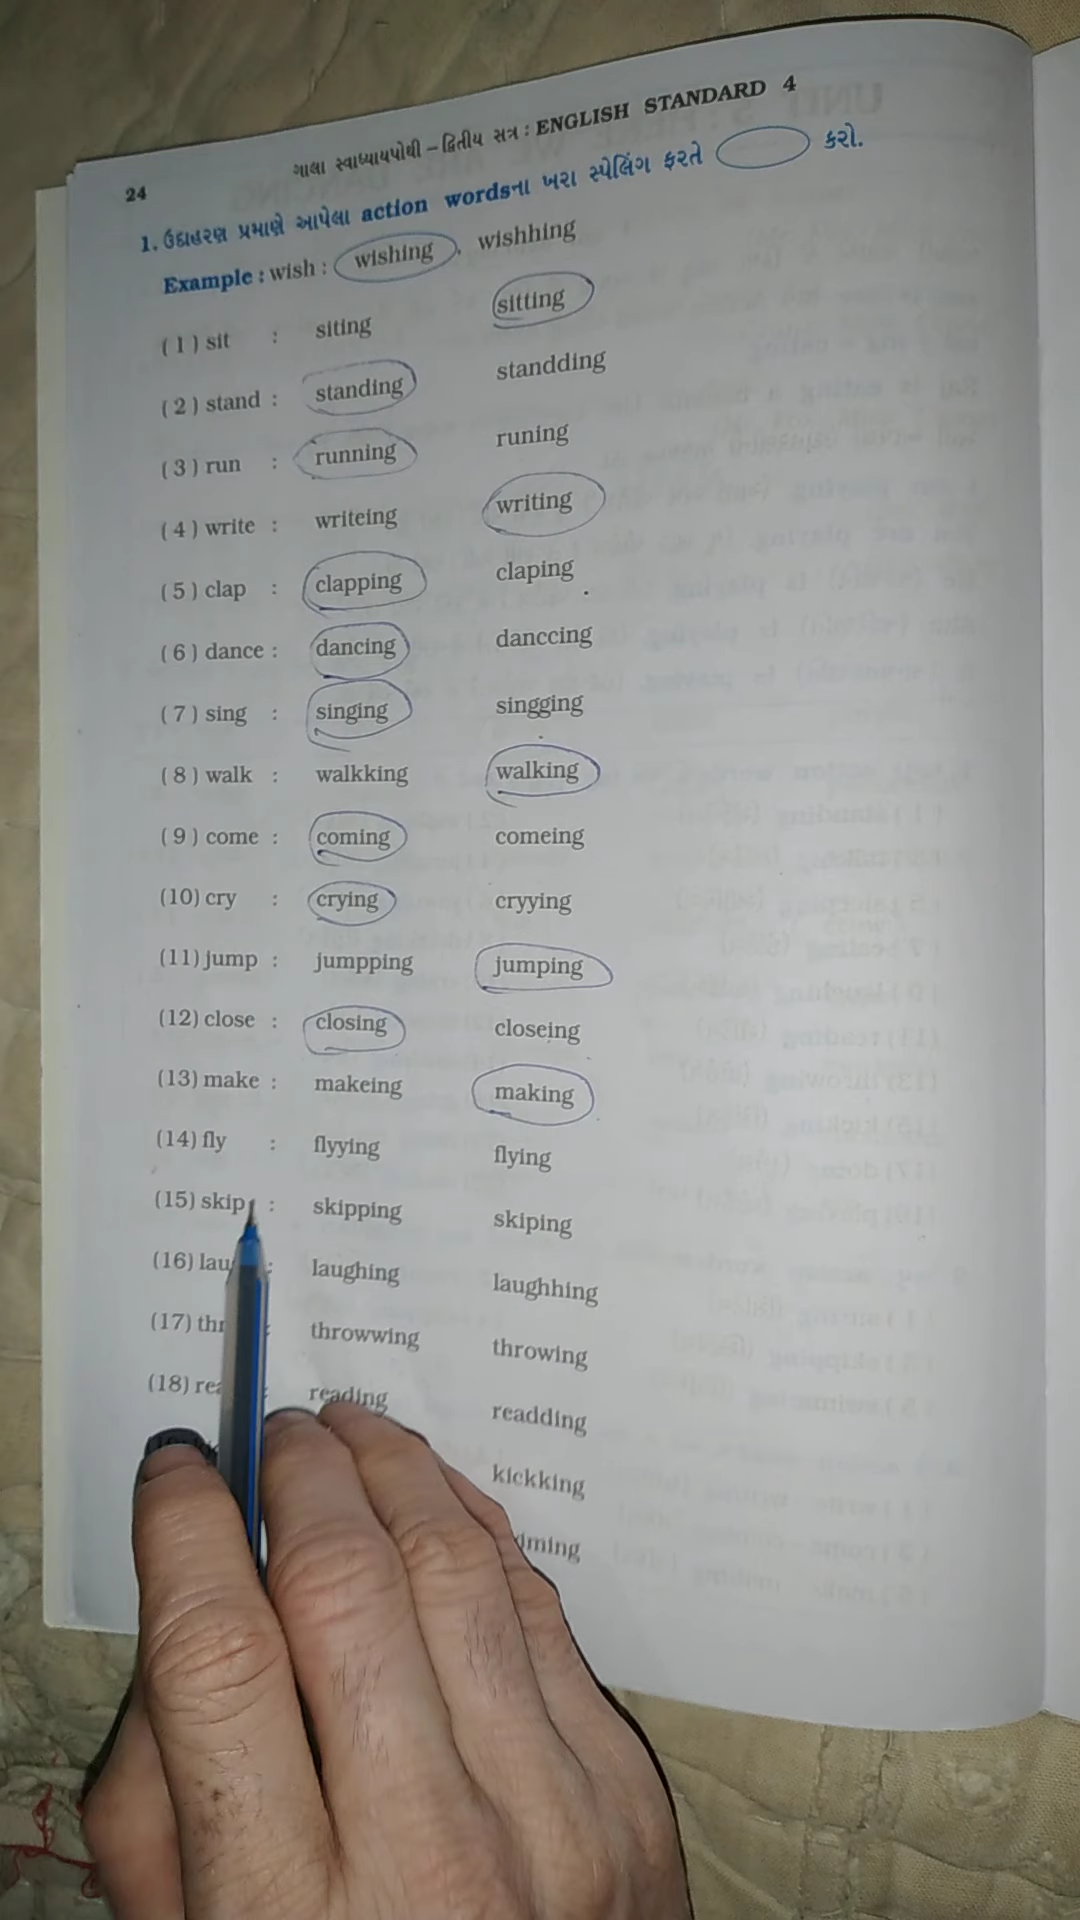 ગાલા સ્વાધ્યાયપોથી – દ્વિતીય સત્ર : ENGLISH STANDARD 4
24
1. ઉદાહરણ પ્રમાણે આપેલા action wordsના ખરા સ્પેલિંગ ફરતે કરો.
Example : wish : wishing, wishhing
(1) sit : siting sitting
(2) stand : standing standding
(3) run : running runing
(4) write : writeing writing
(5) clap : clapping claping
(6) dance : dancing danccing
(7) sing : singing singging
(8) walk : walkking walking
(9) come : coming comeing
(10) cry : crying cryying
(11) jump : jumpping jumping
(12) close : closing closeing
(13) make : makeing making
(14) fly : flyying flying
(15) skip : skipping skiping
(16) : laughing laughhing
(17) : throwwing throwing
(18) : reading readding
kickking